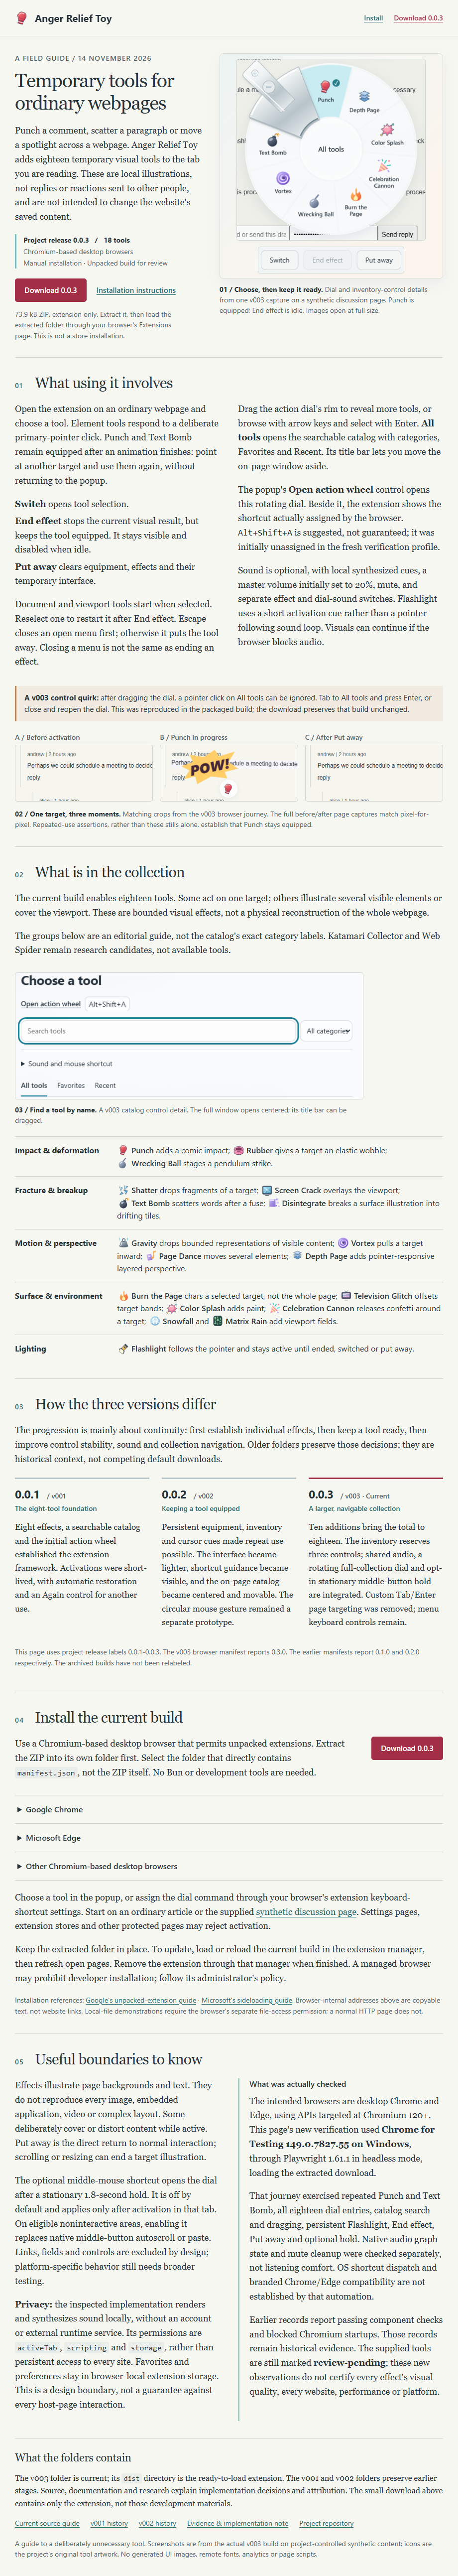 Anger Relief Toy
Install
Download 0.0.3
A FIELD GUIDE / 14 NOVEMBER 2026
Temporary tools for
ordinary webpages
Punch a comment, scatter a paragraph or move
a spotlight across a webpage. Anger Relief Toy
adds eighteen temporary visual tools to the tab
you are reading. These are local illustrations,
not replies or reactions sent to other people,
and are not intended to change the website's
saved content.
Project release 0.0.3 / 18 tools
Chromium-based desktop browsers
Manual installation · Unpacked build for review
Download 0.0.3
Installation instructions
73.9 kB ZIP, extension only. Extract it, then load the
extracted folder through your browser's Extensions
page. This is not a store installation.
Punch
Depth Page
Color Splash
Celebration
Cannon
Burn the
Page
Wrecking Ball
Vortex
Text Bomb
All tools
Send reply
Switch
End effect
Put away
01 / Choose, then keep it ready. Dial and inventory-control details
from one v003 capture on a synthetic discussion page. Punch is
equipped; End effect is idle. Images open at full size.
01 What using it involves
Open the extension on an ordinary webpage and
choose a tool. Element tools respond to a deliberate
primary-pointer click. Punch and Text Bomb
remain equipped after an animation finishes: point
at another target and use them again, without
returning to the popup.
Switch opens tool selection.
End effect stops the current visual result, but
keeps the tool equipped. It stays visible and
disabled when idle.
Put away clears equipment, effects and their
temporary interface.
Document and viewport tools start when selected.
Reselect one to restart it after End effect. Escape
closes an open menu first; otherwise it puts the tool
away. Closing a menu is not the same as ending an
effect.
Drag the action dial's rim to reveal more tools, or
browse with arrow keys and select with Enter. All
tools opens the searchable catalog with categories,
Favorites and Recent. Its title bar lets you move the
on-page window aside.
The popup's Open action wheel control opens
this rotating dial. Beside it, the extension shows the
shortcut actually assigned by the browser.
Alt+Shift+A is suggested, not guaranteed; it was
initially unassigned in the fresh verification profile.
Sound is optional, with local synthesized cues, a
master volume initially set to 20%, mute, and
separate effect and dial-sound switches. Flashlight
uses a short activation cue rather than a pointer-
following sound loop. Visuals can continue if the
browser blocks audio.
A v003 control quirk: after dragging the dial, a pointer click on All tools can be ignored. Tab to All tools and press Enter, or
close and reopen the dial. This was reproduced in the packaged build; the download preserves that build unchanged.
A / Before activation
B / Punch in progress
C / After Put away
andrew | 2 hours ago
Perhaps we could schedule a meeting to decide
reply
POW!
reply
andrew | 2 hours ago
Perhaps we could schedule a meeting to decide
reply
02 / One target, three moments. Matching crops from the v003 browser journey. The full before/after page captures match pixel-for-
pixel. Repeated-use assertions, rather than these stills alone, establish that Punch stays equipped.
02 What is in the collection
The current build enables eighteen tools. Some act on one target; others illustrate several visible elements or
cover the viewport. These are bounded visual effects, not a physical reconstruction of the whole webpage.
The groups below are an editorial guide, not the catalog's exact category labels. Katamari Collector and Web
Spider remain research candidates, not available tools.
Choose a tool
Open action wheel Alt+Shift+A
Search tools
All categories
Sound and mouse shortcut
All tools Favorites Recent
03 / Find a tool by name. A v003 catalog control detail. The full window opens centered; its title bar can be
dragged.
Impact & deformation
Punch adds a comic impact; Rubber gives a target an elastic wobble;
Wrecking Ball stages a pendulum strike.
Fracture & breakup
Shatter drops fragments of a target; Screen Crack overlays the viewport;
Text Bomb scatters words after a fuse; Disintegrate breaks a surface illustration into
drifting tiles.
Motion & perspective
Gravity drops bounded representations of visible content; Vortex pulls a target
inward; Page Dance moves several elements; Depth Page adds pointer-responsive
layered perspective.
Surface & environment
Burn the Page chars a selected target, not the whole page; Television Glitch offsets
target bands; Color Splash adds paint; Celebration Cannon releases confetti around
a target; Snowfall and Matrix Rain add viewport fields.
Lighting
Flashlight follows the pointer and stays active until ended, switched or put away.
03 How the three versions differ
The progression is mainly about continuity: first establish individual effects, then keep a tool ready, then
improve control stability, sound and collection navigation. Older folders preserve those decisions; they are
historical context, not competing default downloads.
0.0.1 / v001
The eight-tool foundation
Eight effects, a searchable catalog
and the initial action wheel
established the extension
framework. Activations were short-
lived, with automatic restoration
and an Again control for another
use.
0.0.2 / v002
Keeping a tool equipped
Persistent equipment, inventory
and cursor cues made repeat use
possible. The interface became
lighter, shortcut guidance became
visible, and the on-page catalog
became centered and movable. The
circular mouse gesture remained a
separate prototype.
0.0.3 / v003 · Current
A larger, navigable collection
Ten additions bring the total to
eighteen. The inventory reserves
three controls; shared audio, a
rotating full-collection dial and opt-
in stationary middle-button hold
are integrated. Custom Tab/Enter
page targeting was removed; menu
keyboard controls remain.
This page uses project release labels 0.0.1-0.0.3. The v003 browser manifest reports 0.3.0. The earlier manifests report 0.1.0 and 0.2.0
respectively. The archived builds have not been relabeled.
04 Install the current build
Use a Chromium-based desktop browser that permits unpacked extensions. Extract
the ZIP into its own folder first. Select the folder that directly contains
manifest.json, not the ZIP itself. No Bun or development tools are needed.
Download 0.0.3
Google Chrome
Microsoft Edge
Other Chromium-based desktop browsers
Choose a tool in the popup, or assign the dial command through your browser's extension keyboard-
shortcut settings. Start on an ordinary article or the supplied synthetic discussion page. Settings pages,
extension stores and other protected pages may reject activation.
Keep the extracted folder in place. To update, load or reload the current build in the extension manager,
then refresh open pages. Remove the extension through that manager when finished. A managed browser
may prohibit developer installation; follow its administrator's policy.
Installation references: Google's unpacked-extension guide · Microsoft's sideloading guide. Browser-internal addresses above are copyable
text, not website links. Local-file demonstrations require the browser's separate file-access permission; a normal HTTP page does not.
05 Useful boundaries to know
Effects illustrate page backgrounds and text. They
do not reproduce every image, embedded
application, video or complex layout. Some
deliberately cover or distort content while active.
Put away is the direct return to normal interaction;
scrolling or resizing can end a target illustration.
The optional middle-mouse shortcut opens the dial
after a stationary 1.8-second hold. It is off by
default and applies only after activation in that tab.
On eligible noninteractive areas, enabling it
replaces native middle-button autoscroll or paste.
Links, fields and controls are excluded by design;
platform-specific behavior still needs broader
testing.
Privacy: the inspected implementation renders
and synthesizes sound locally, without an account
or external runtime service. Its permissions are
activeTab, scripting and storage, rather than
persistent access to every site. Favorites and
preferences stay in browser-local extension storage.
This is a design boundary, not a guarantee against
every host-page interaction.
What was actually checked
The intended browsers are desktop Chrome and
Edge, using APIs targeted at Chromium 120+.
This page's new verification used Chrome for
Testing 149.0.7827.55 on Windows,
through Playwright 1.61.1 in headless mode,
loading the extracted download.
That journey exercised repeated Punch and Text
Bomb, all eighteen dial entries, catalog search
and dragging, persistent Flashlight, End effect,
Put away and optional hold. Native audio graph
state and mute cleanup were checked separately,
not listening comfort. OS shortcut dispatch and
branded Chrome/Edge compatibility are not
established by that automation.
Earlier records report passing component checks
and blocked Chromium startups. Those records
remain historical evidence. The supplied tools
are still marked review-pending; these new
observations do not certify every effect's visual
quality, every website, performance or platform.
What the folders contain
The v003 folder is current; its dist directory is the ready-to-load extension. The v001 and v002 folders preserve earlier
stages. Source, documentation and research explain implementation decisions and attribution. The small download above
contains only the extension, not those development materials.
Current source guide
v001 history
v002 history
Evidence & implementation note
Project repository
A guide to a deliberately unnecessary tool. Screenshots are from the actual v003 build on project-controlled synthetic content; icons are
the project's original tool artwork. No generated UI images, remote fonts, analytics or page scripts.